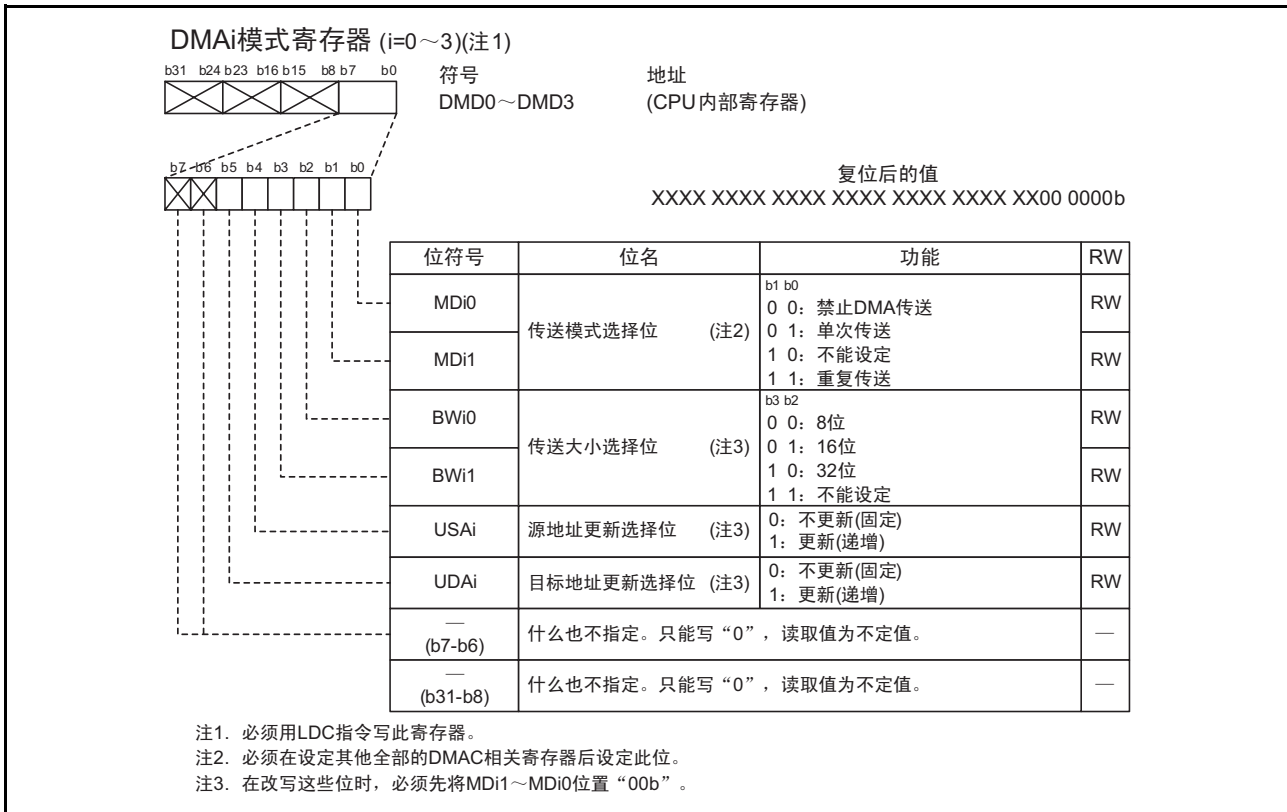 DMAi模式寄存器 (i=0～3)(注1)
b31 b24 b23 b16 b15 b8 b7 b0
符号 地址
DMD0～DMD3 (CPU内部寄存器)
b7 b6 b5 b4 b3 b2 b1 b0
复位后的值
XXXX XXXX XXXX XXXX XXXX XXXX XX00 0000b
位符号 位名 功能 RW
MDi0 RW
MDi1 RW
传送模式选择位 (注2)
b1 b0
0 0：禁止DMA传送
0 1：单次传送
1 0：不能设定
1 1：重复传送
BWi0 RW
BWi1 RW
传送大小选择位 (注3)
b3 b2
0 0：8位
0 1：16位
1 0：32位
1 1：不能设定
USAi 源地址更新选择位 (注3) RW
0：不更新(固定)
1：更新(递增)
UDAi 目标地址更新选择位 (注3) RW
0：不更新(固定)
1：更新(递增)
—
(b7-b6) 什么也不指定。只能写“0”，读取值为不定值。 —
—
(b31-b8) 什么也不指定。只能写“0”，读取值为不定值。 —
注1. 必须用LDC指令写此寄存器。
注2. 必须在设定其他全部的DMAC相关寄存器后设定此位。
注3. 在改写这些位时，必须先将MDi1～MDi0位置“00b”。